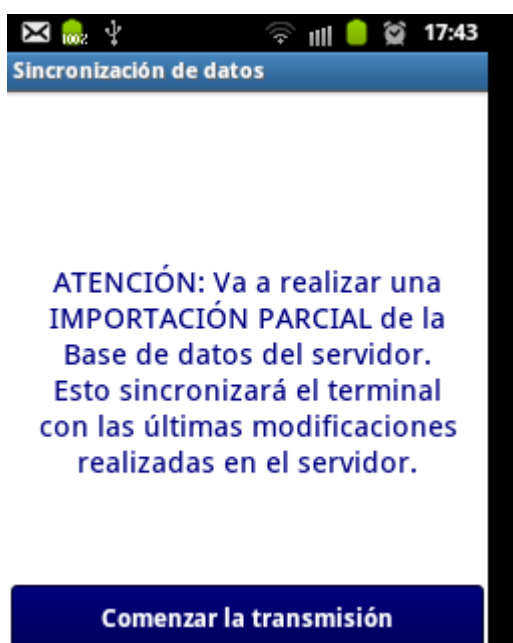 100% 17:43
Sincronización de datos
ATENCIÓN: Va a realizar una
IMPORTACIÓN PARCIAL de la
Base de datos del servidor.
Esto sincronizará el terminal
con las últimas modificaciones
realizadas en el servidor.
Comenzar la transmisión